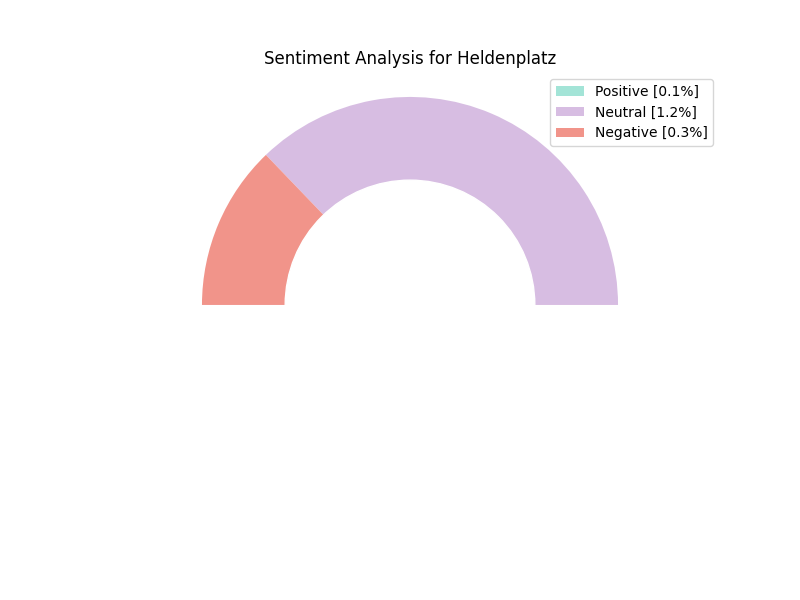 Sentiment Analysis for Heldenplatz
Positive [0.1%]
Neutral [1.2%]
Negative [0.3%]